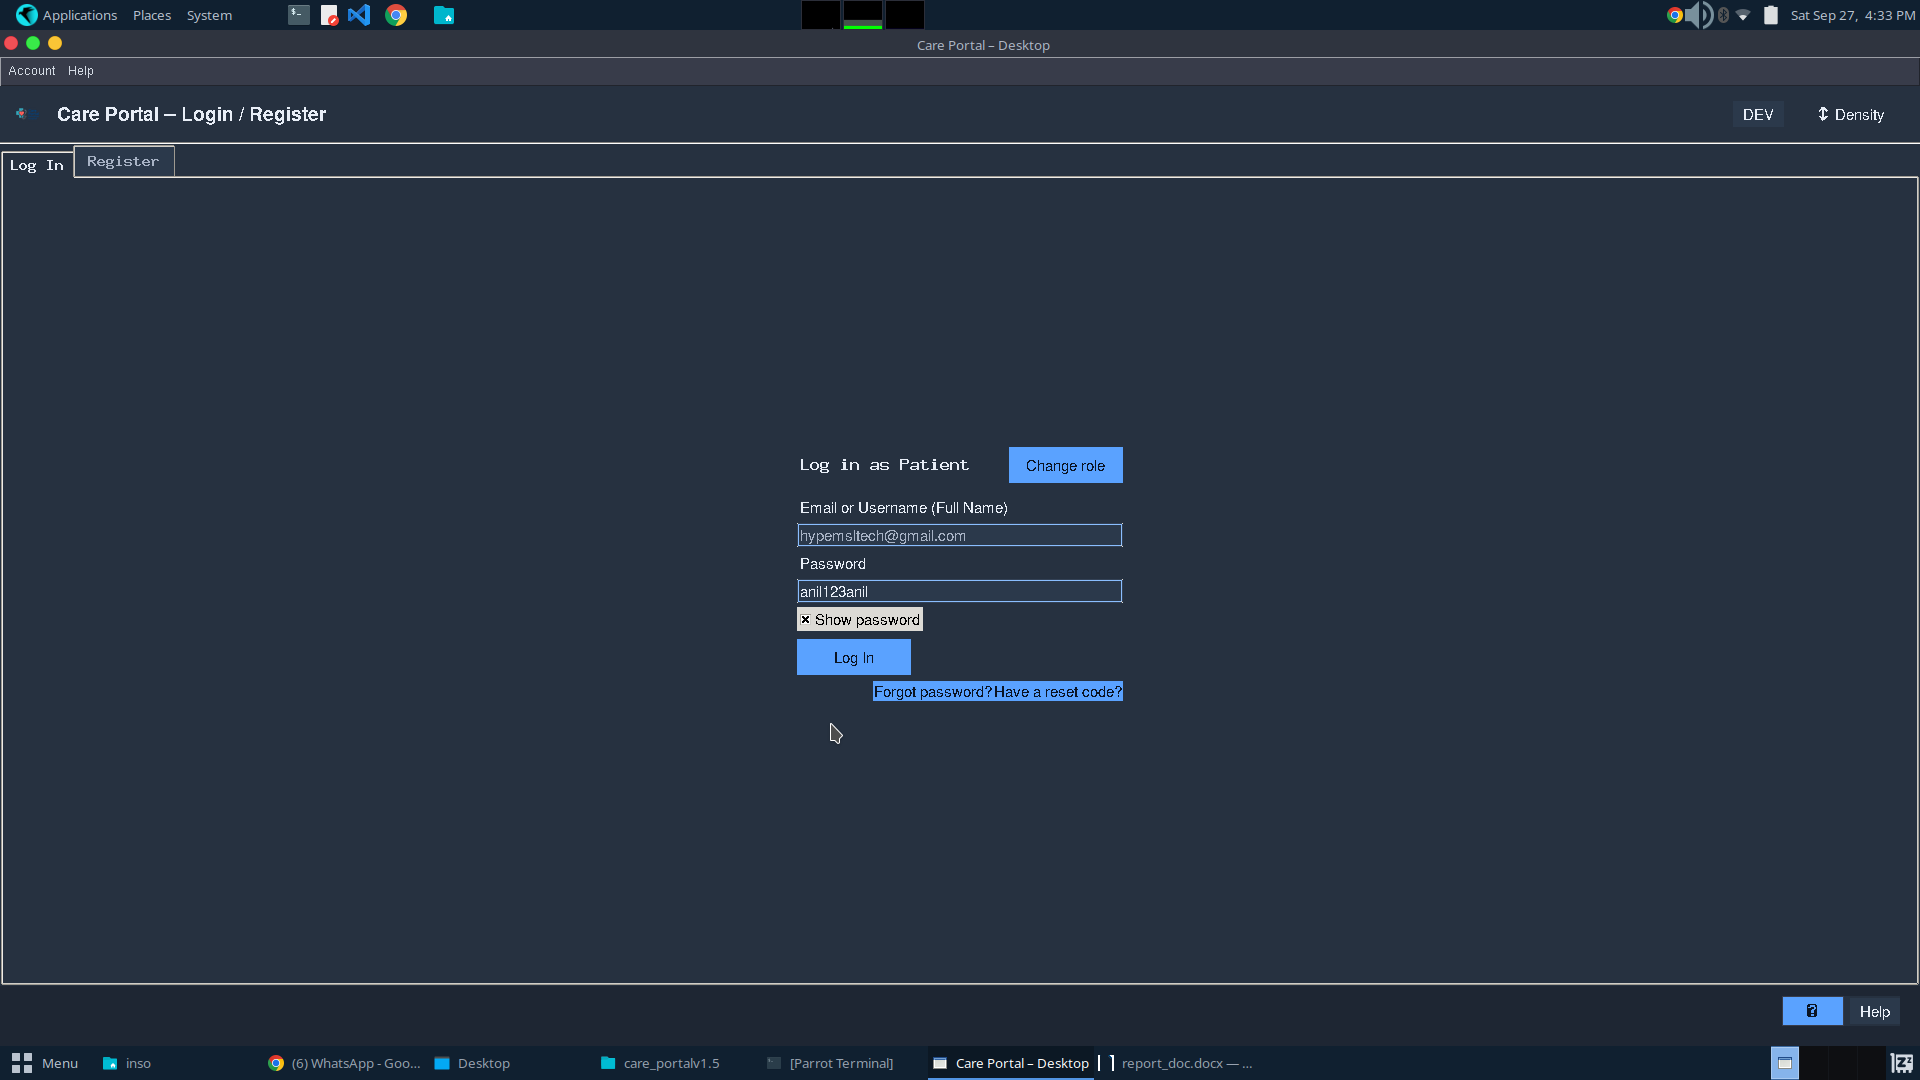 Applications Places System
Sat Sep 27, 4:33 PM
Care Portal – Desktop
Account Help
Care Portal – Login / Register
DEV
Density
Log In
Register
Log in as Patient
Change role
Email or Username (Full Name)
hypemsltech@gmail.com
Password
anil123anil
Show password
Log In
Forgot password? Have a reset code?
?
Help
Menu
inso
(6) WhatsApp - Goo...
Desktop
care_portalv1.5
[Parrot Terminal]
Care Portal – Desktop
report_doc.docx — ...